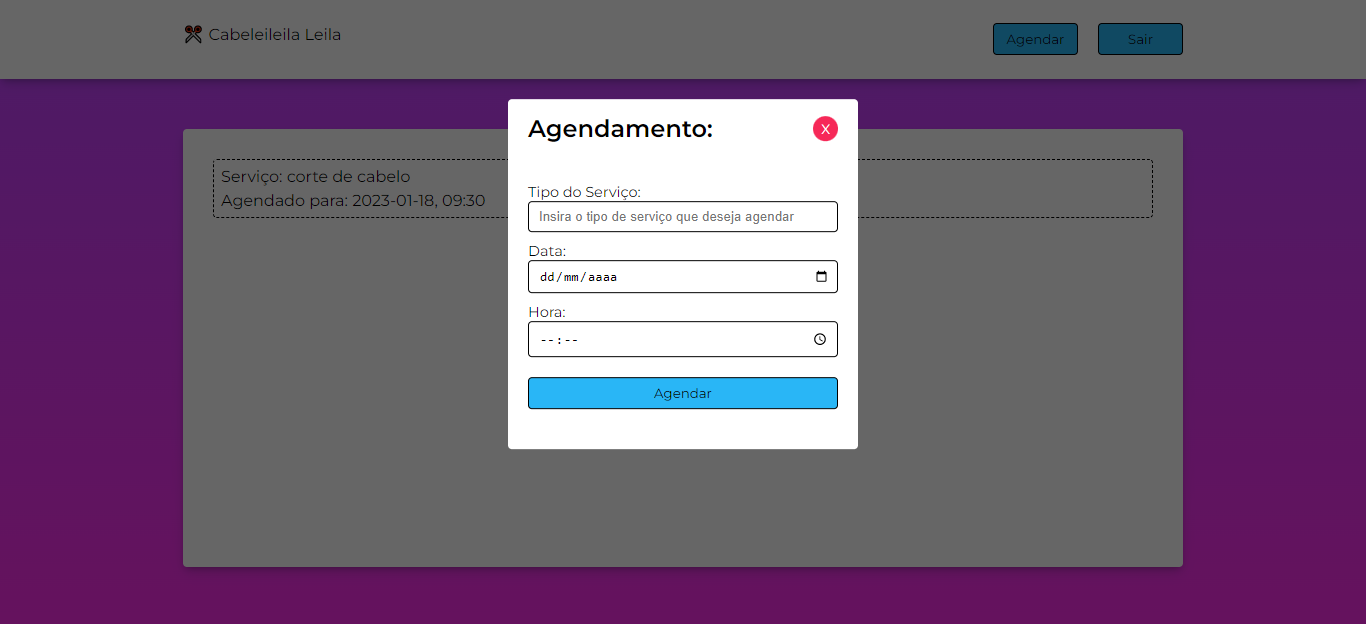 Cabeleileila Leila
Agendar
Sair
Serviço: corte de cabelo
Agendado para: 2023-01-18, 09:30
Agendamento:
X
Tipo do Serviço:
Insira o tipo de serviço que deseja agendar
Data:
dd/mm/aaaa
Hora:
--:--
Agendar